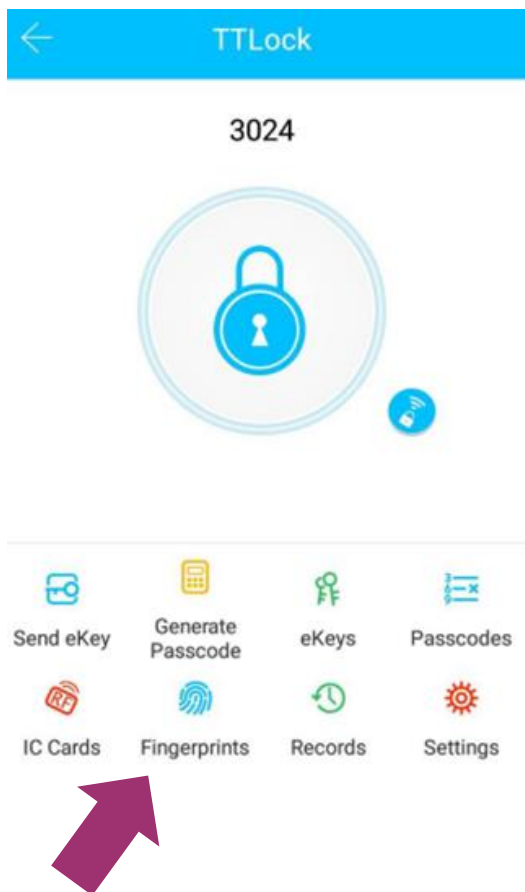 TTLock
3024
Send eKey
Generate
Passcode
eKeys
Passcodes
IC Cards
Fingerprints
Records
Settings